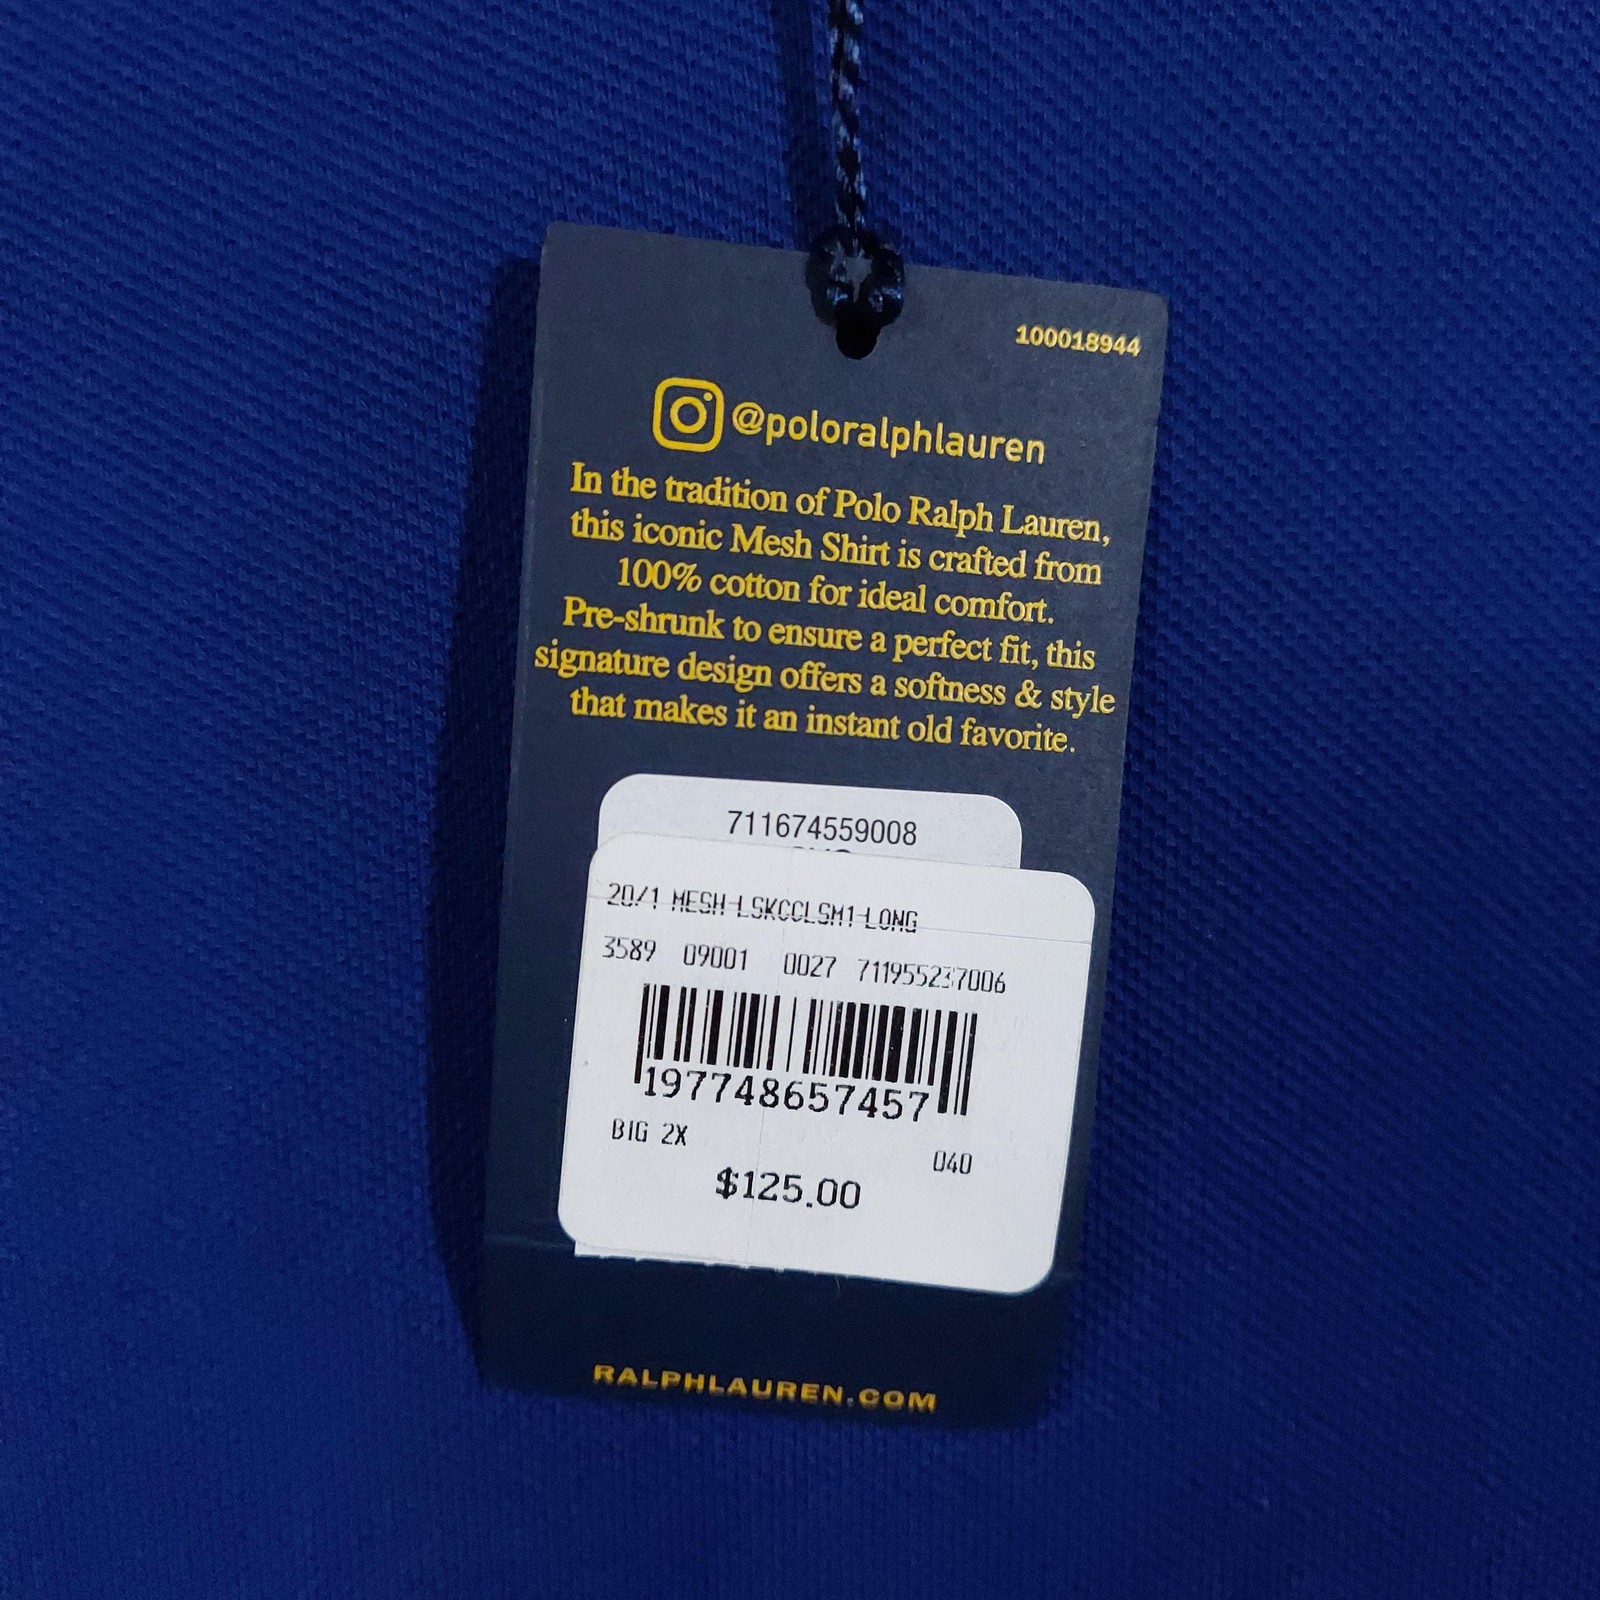 100018944
@poloralphlauren
In the tradition of Polo Ralph Lauren,
this iconic Mesh Shirt is crafted from
100% cotton for ideal comfort.
Pre-shrunk to ensure a perfect fit, this
signature design offers a softness & style
that makes it an instant old favorite.
711674559008
20/1 MESH-LSKCCLSM1-LONG
3589 09001 0027 711955237006
197748657457
BIG 2X
040
$125.00
RALPHLAUREN.COM